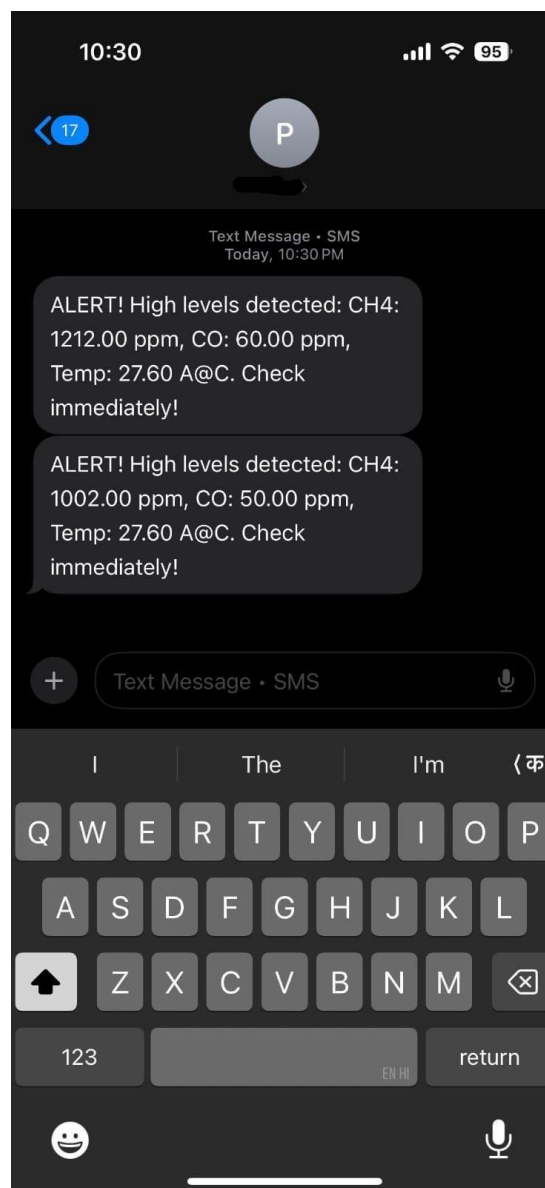 10:30
95
17
P
Text Message • SMS
Today, 10:30 PM
ALERT! High levels detected: CH4:
1212.00 ppm, CO: 60.00 ppm,
Temp: 27.60 A@C. Check
immediately!
ALERT! High levels detected: CH4:
1002.00 ppm, CO: 50.00 ppm,
Temp: 27.60 A@C. Check
immediately!
Text Message • SMS
I The I'm क
Q W E R T Y U I O P
A S D F G H J K L
Z X C V B N M
123 EN HI return